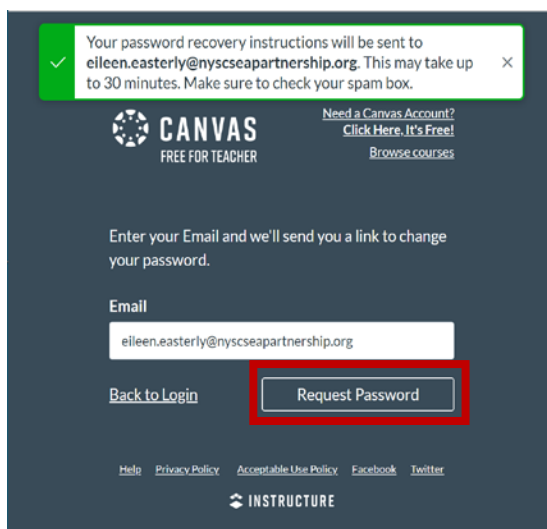 Your password recovery instructions will be sent to
eileen.easterly@nyscseapartnership.org. This may take up
to 30 minutes. Make sure to check your spam box.
Need a Canvas Account?
Click Here, It's Free!
Browse courses
CANVAS
FREE FOR TEACHER
Enter your Email and we'll send you a link to change
your password.
Email
eileen.easterly@nyscseapartnership.org
Back to Login Request Password
Help Privacy Policy Acceptable Use Policy Facebook Twitter
INSTRUCTURE